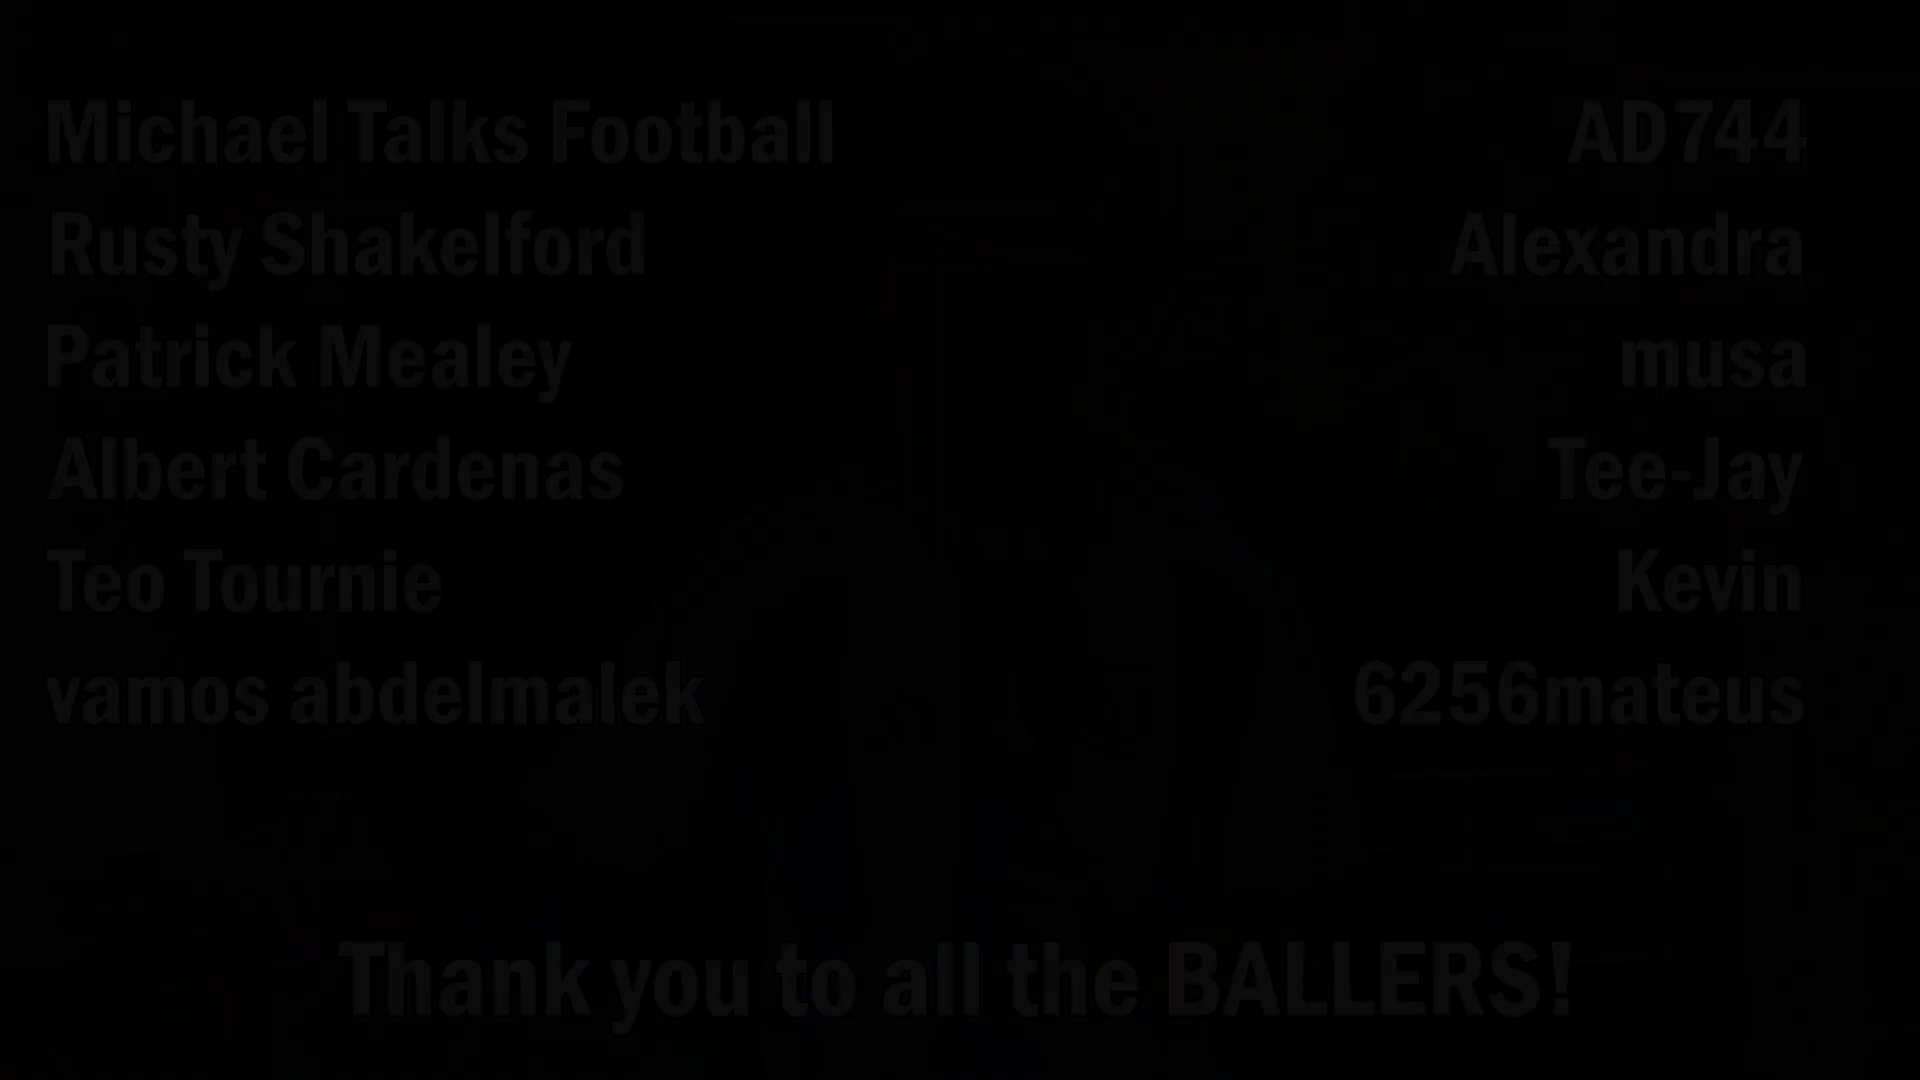 Michael Talks Football
Rusty Shakelford
Patrick Mealey
Albert Cardenas
Teo Tournie
vamos abdelmalek
AD744
Alexandra
musa
Tee-Jay
Kevin
6256mateus
Thank you to all the BALLERS!